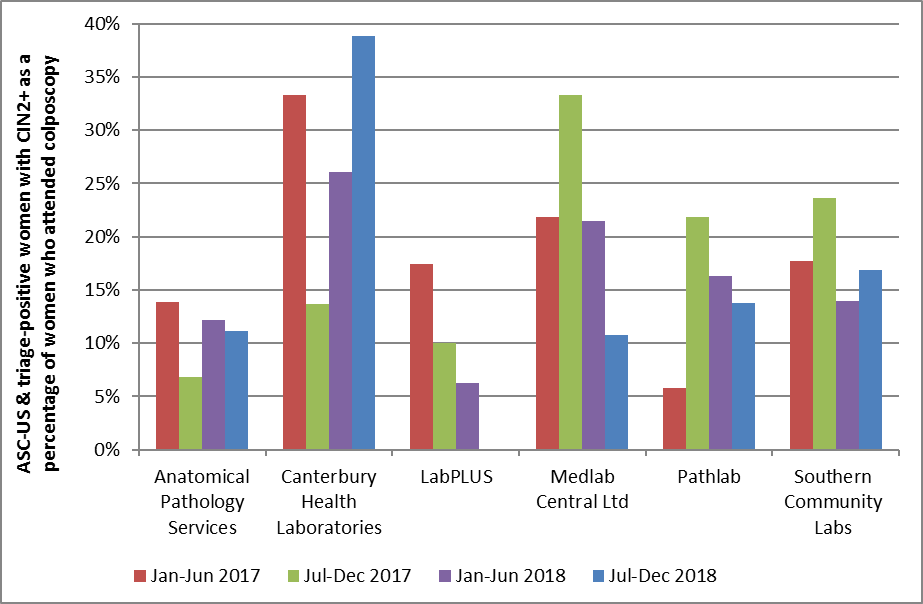 ASC-US & triage-positive women with CIN2+ as a
percentage of women who attended colposcopy
40%
35%
30%
25%
20%
15%
10%
5%
0%
Anatomical
Pathology
Services
Canterbury
Health
Laboratories
LabPLUS
Medlab
Central Ltd
Pathlab
Southern
Community
Labs
Jan-Jun 2017
Jul-Dec 2017
Jan-Jun 2018
Jul-Dec 2018